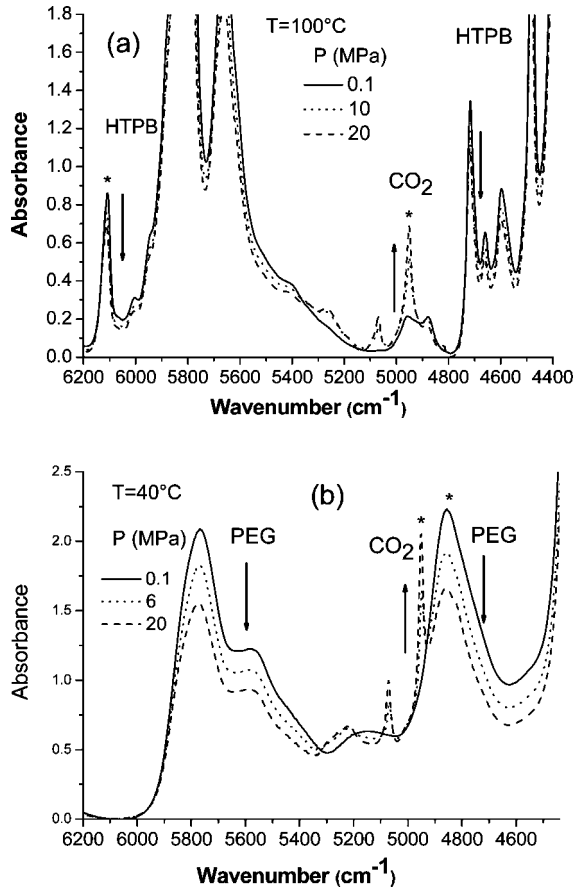 (a)
T=100°C
P (MPa)
0.1
10
20
HTPB
HTPB
*
CO2
*
Absorbance
1.8
1.6
1.4
1.2
1.0
0.8
0.6
0.4
0.2
0.0
6200 6000 5800 5600 5400 5200 5000 4800 4600 4400
Wavenumber (cm-1)
(b)
T=40°C
P (MPa)
0.1
6
20
PEG
CO2
*
*
PEG
Absorbance
2.5
2.0
1.5
1.0
0.5
0.0
6200 6000 5800 5600 5400 5200 5000 4800 4600
Wavenumber (cm-1)